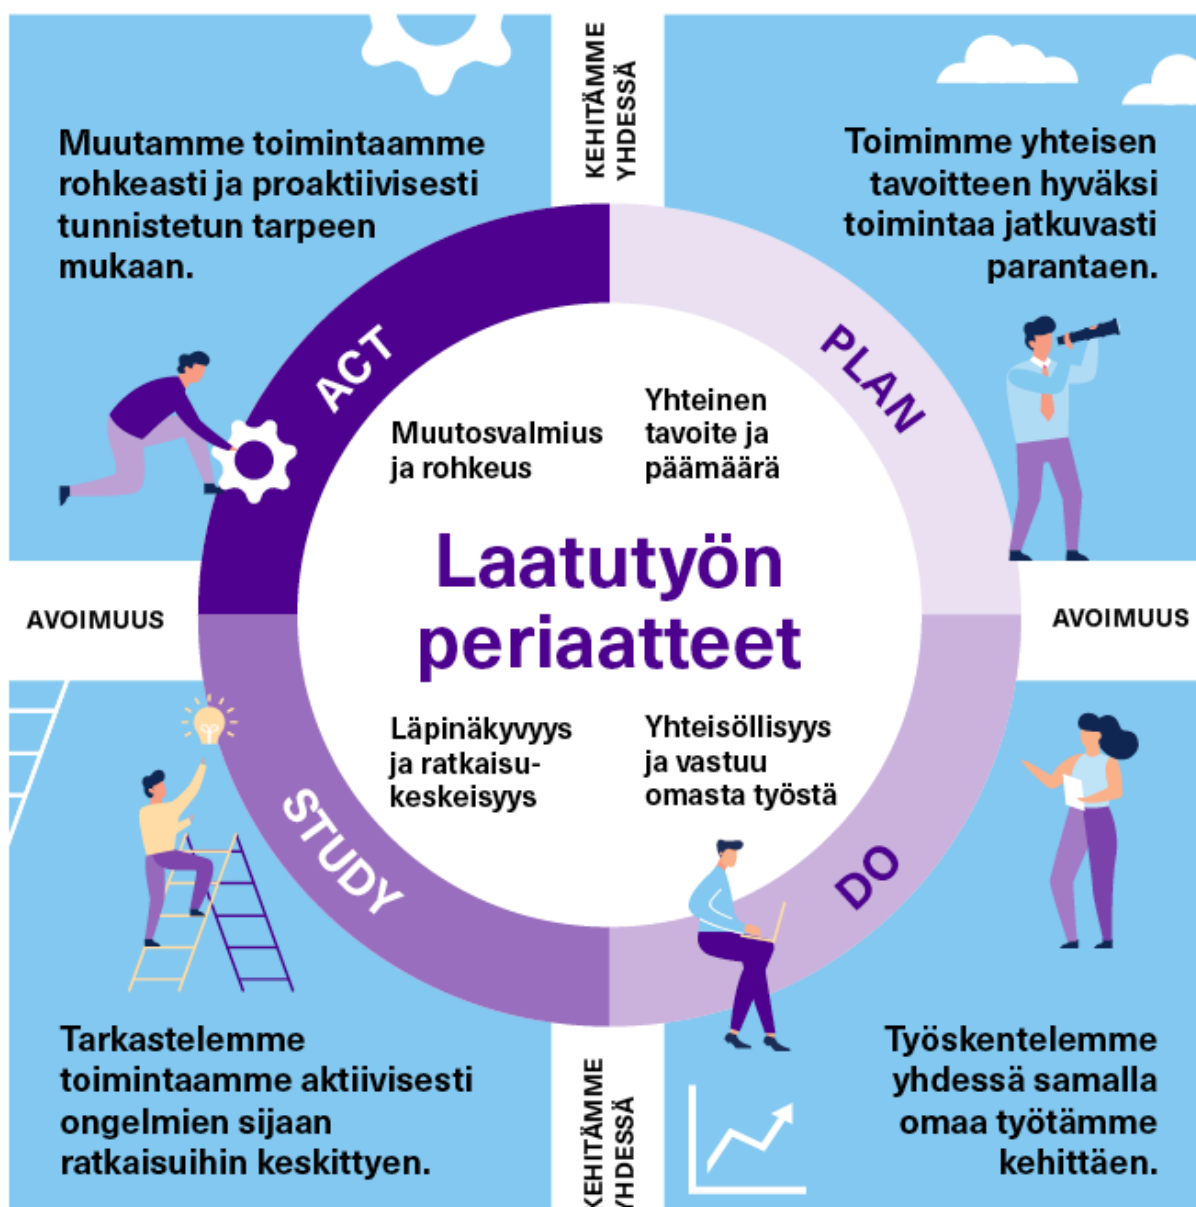 KEHITÄMME
YHDESSÄ
Muutamme toimintaamme
rohkeasti ja proaktiivisesti
tunnistetun tarpeen
mukaan.
Toimimme yhteisen
tavoitteen hyväksi
toimintaa jatkuvasti
parantaen.
ACT
PLAN
Muutosvalmius
ja rohkeus
Yhteinen
tavoite ja
päämäärä
Laatutyön
periaatteet
AVOIMUUS
AVOIMUUS
Läpinäkyvyys
ja ratkaisu-
keskeisyys
Yhteisöllisyys
ja vastuu
omasta työstä
STUDY
DO
Tarkastelemme
toimintaamme aktiivisesti
ongelmien sijaan
ratkaisuihin keskittyen.
Työskentelemme
yhdessä samalla
omaa työtämme
kehittäen.
KEHITÄMME
YHDESSÄ